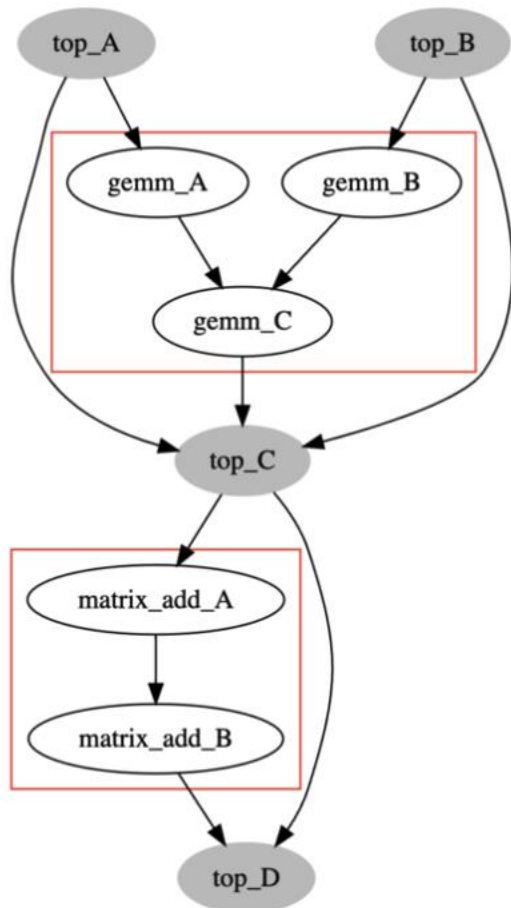 top_A
top_B
gemm_A
gemm_B
gemm_C
top_C
matrix_add_A
matrix_add_B
top_D